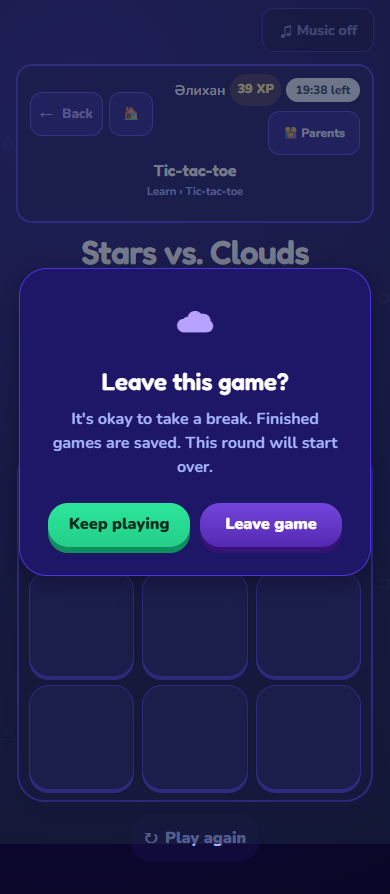 ♫ Music off
Әлихан 39 XP 19:38 left
← Back
Parents
Tic-tac-toe
Learn › Tic-tac-toe
Stars vs. Clouds
Leave this game?
It's okay to take a break. Finished
games are saved. This round will start
over.
Keep playing Leave game
↻ Play again